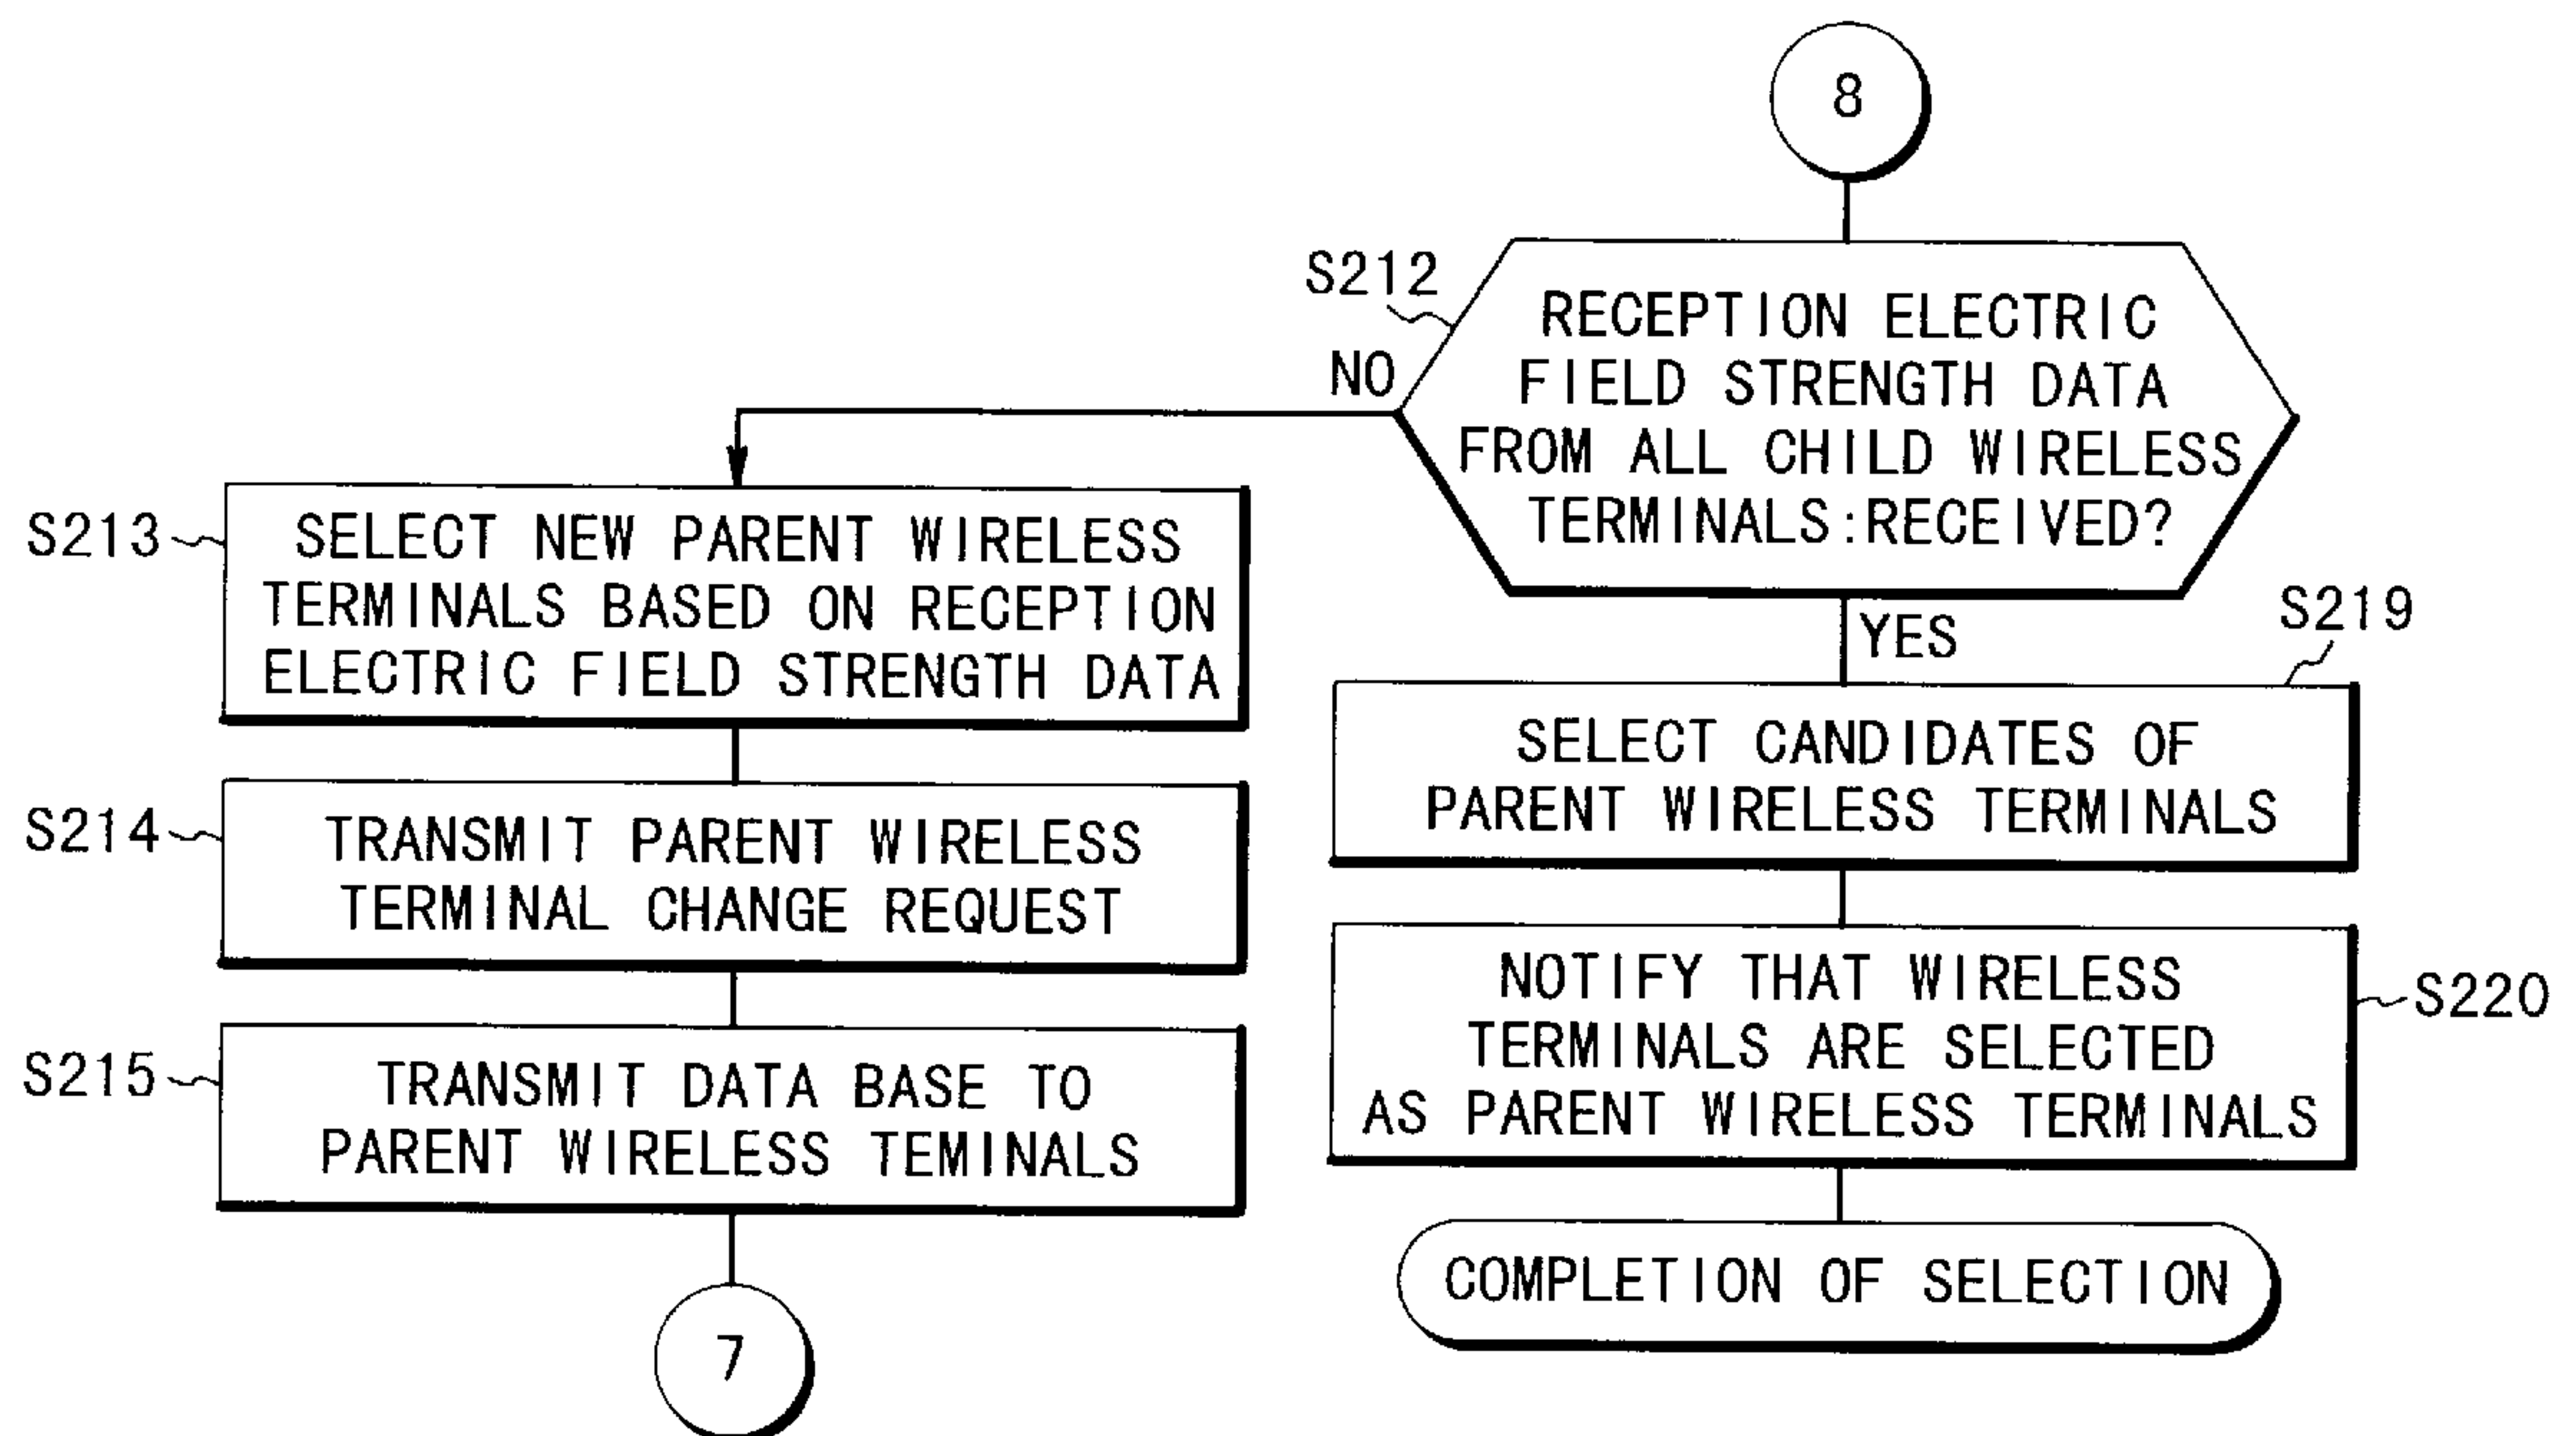 8
S212
RECEPTION ELECTRIC
FIELD STRENGTH DATA
FROM ALL CHILD WIRELESS
TERMINALS:RECEIVED?
NO
YES
S213
SELECT NEW PARENT WIRELESS
TERMINALS BASED ON RECEPTION
ELECTRIC FIELD STRENGTH DATA
S214
TRANSMIT PARENT WIRELESS
TERMINAL CHANGE REQUEST
S215
TRANSMIT DATA BASE TO
PARENT WIRELESS TEMINALS
7
S219
SELECT CANDIDATES OF
PARENT WIRELESS TERMINALS
NOTIFY THAT WIRELESS
TERMINALS ARE SELECTED
AS PARENT WIRELESS TERMINALS
S220
COMPLETION OF SELECTION